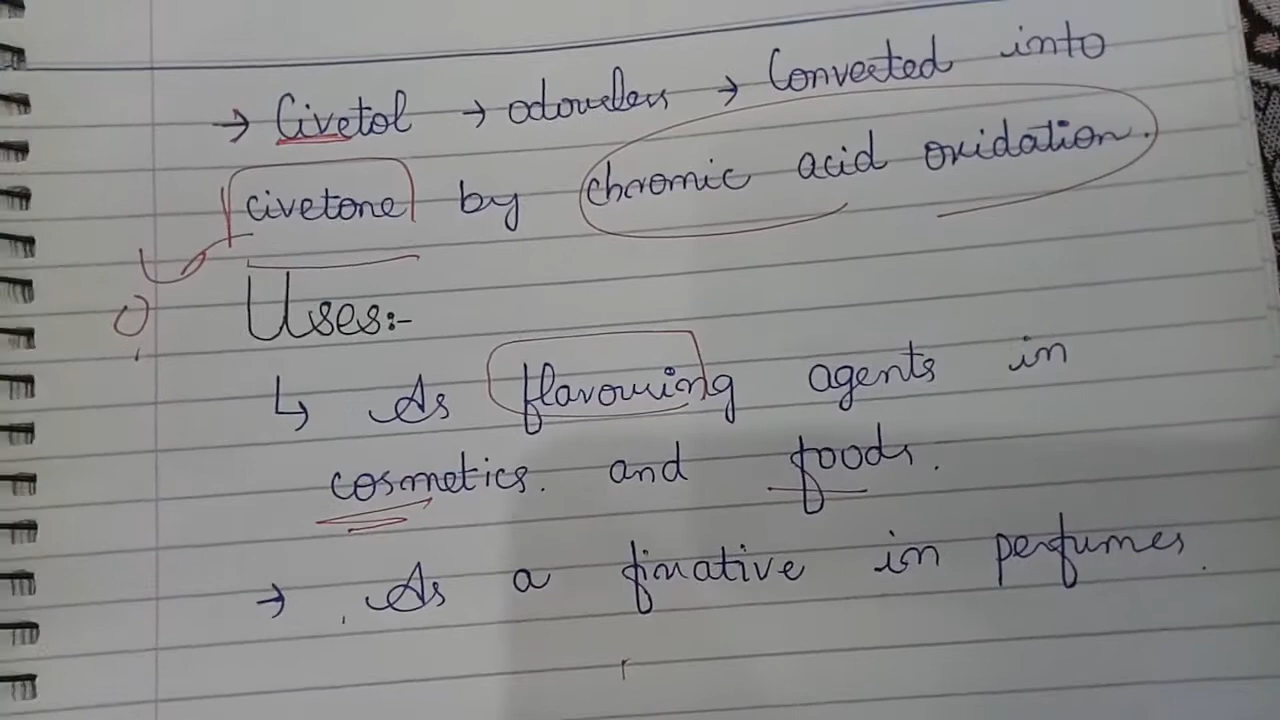 → Civetol → odourless → Converted into
civetone by chromic acid oxidation.
Uses:-
↳ As flavouring agents in
cosmetics. and foods.
→ As a fixative in perfumes.